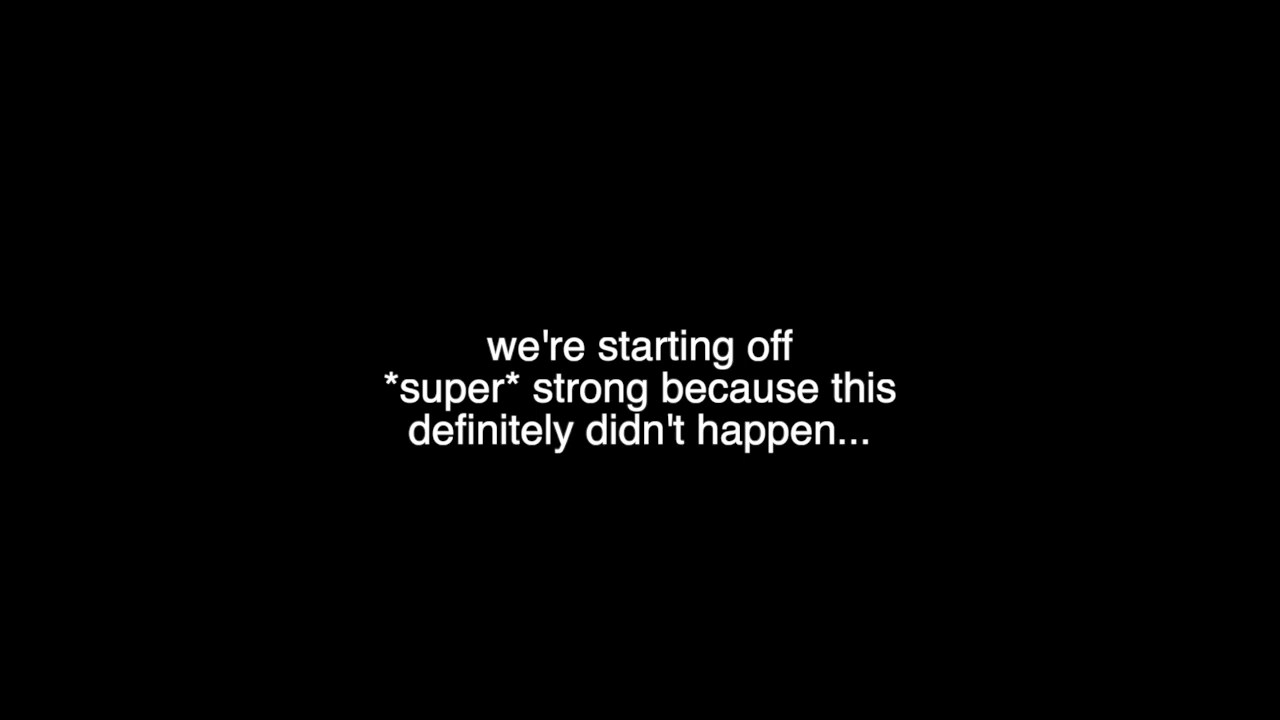 we're starting off
*super* strong because this
definitely didn't happen...